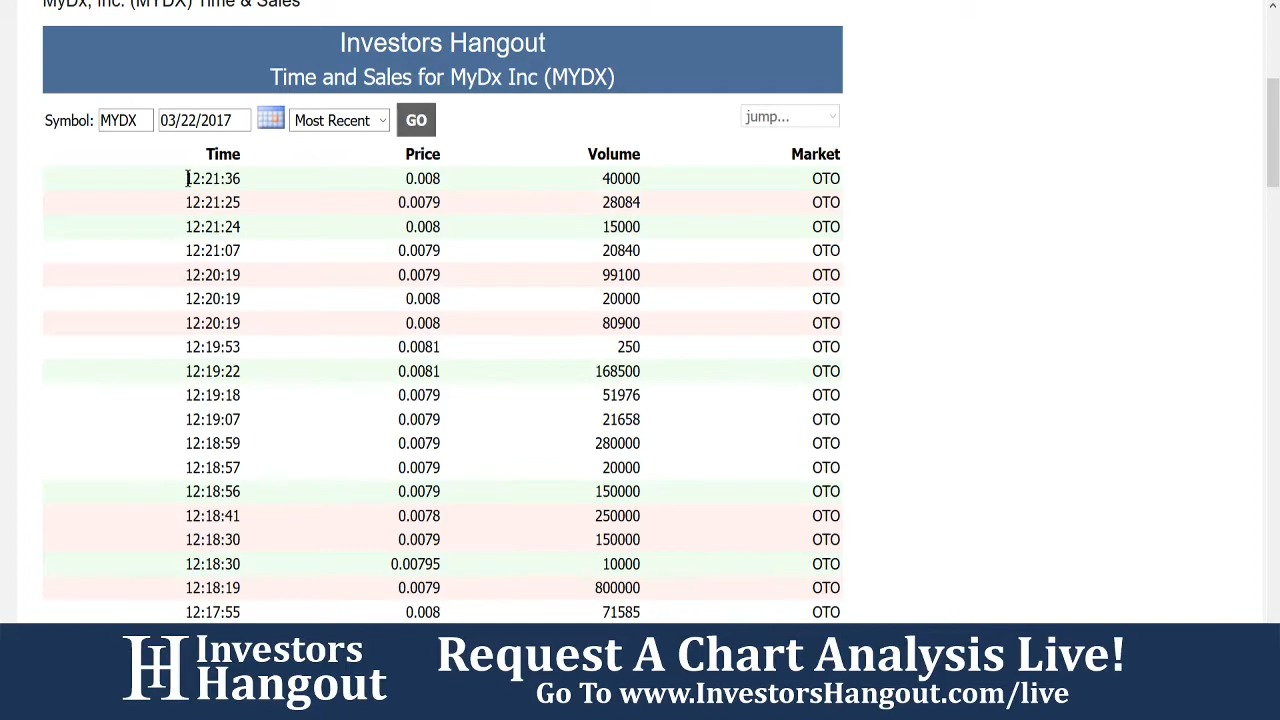 MyDx, Inc. (MYDX) Time & Sales
Investors Hangout
Time and Sales for MyDx Inc (MYDX)
Symbol: MYDX 03/22/2017 Most Recent GO jump...
Time Price Volume Market
12:21:36 0.008 40000 OTO
12:21:25 0.0079 28084 OTO
12:21:24 0.008 15000 OTO
12:21:07 0.0079 20840 OTO
12:20:19 0.0079 99100 OTO
12:20:19 0.008 20000 OTO
12:20:19 0.008 80900 OTO
12:19:53 0.0081 250 OTO
12:19:22 0.0081 168500 OTO
12:19:18 0.0079 51976 OTO
12:19:07 0.0079 21658 OTO
12:18:59 0.0079 280000 OTO
12:18:57 0.0079 20000 OTO
12:18:56 0.0079 150000 OTO
12:18:41 0.0078 250000 OTO
12:18:30 0.0079 150000 OTO
12:18:30 0.00795 10000 OTO
12:18:19 0.0079 800000 OTO
12:17:55 0.008 71585 OTO
Investors
Hangout
Request A Chart Analysis Live!
Go To www.InvestorsHangout.com/live